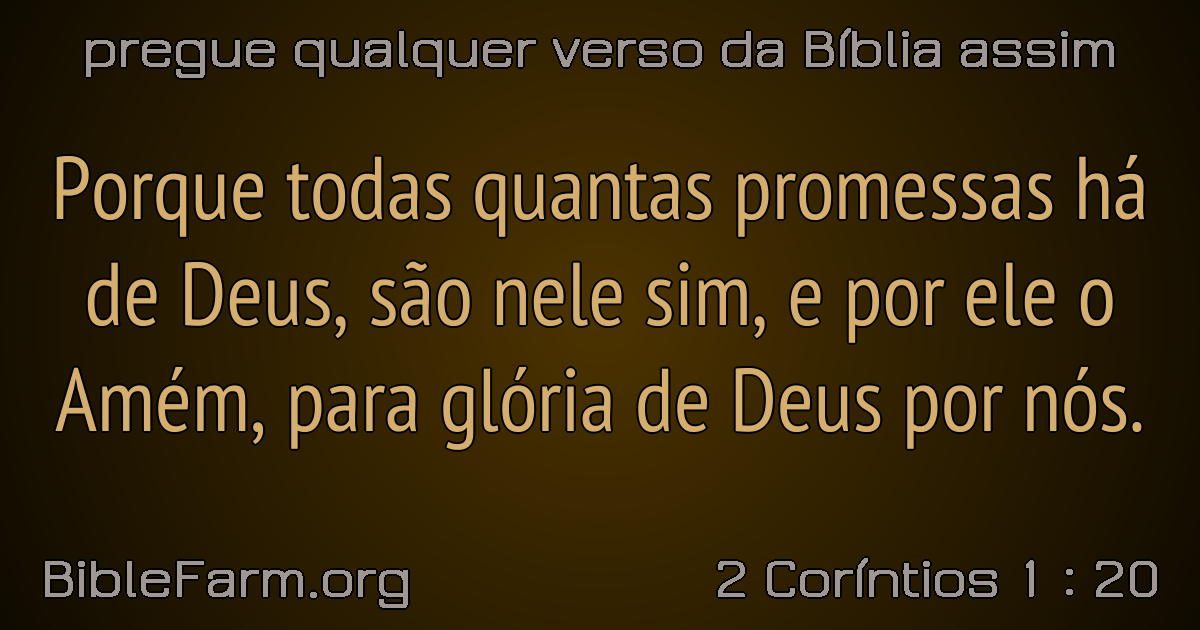 pregue qualquer verso da Bíblia assim
Porque todas quantas promessas há
de Deus, são nele sim, e por ele o
Amém, para glória de Deus por nós.
BibleFarm.org
2 Coríntios 1 : 20